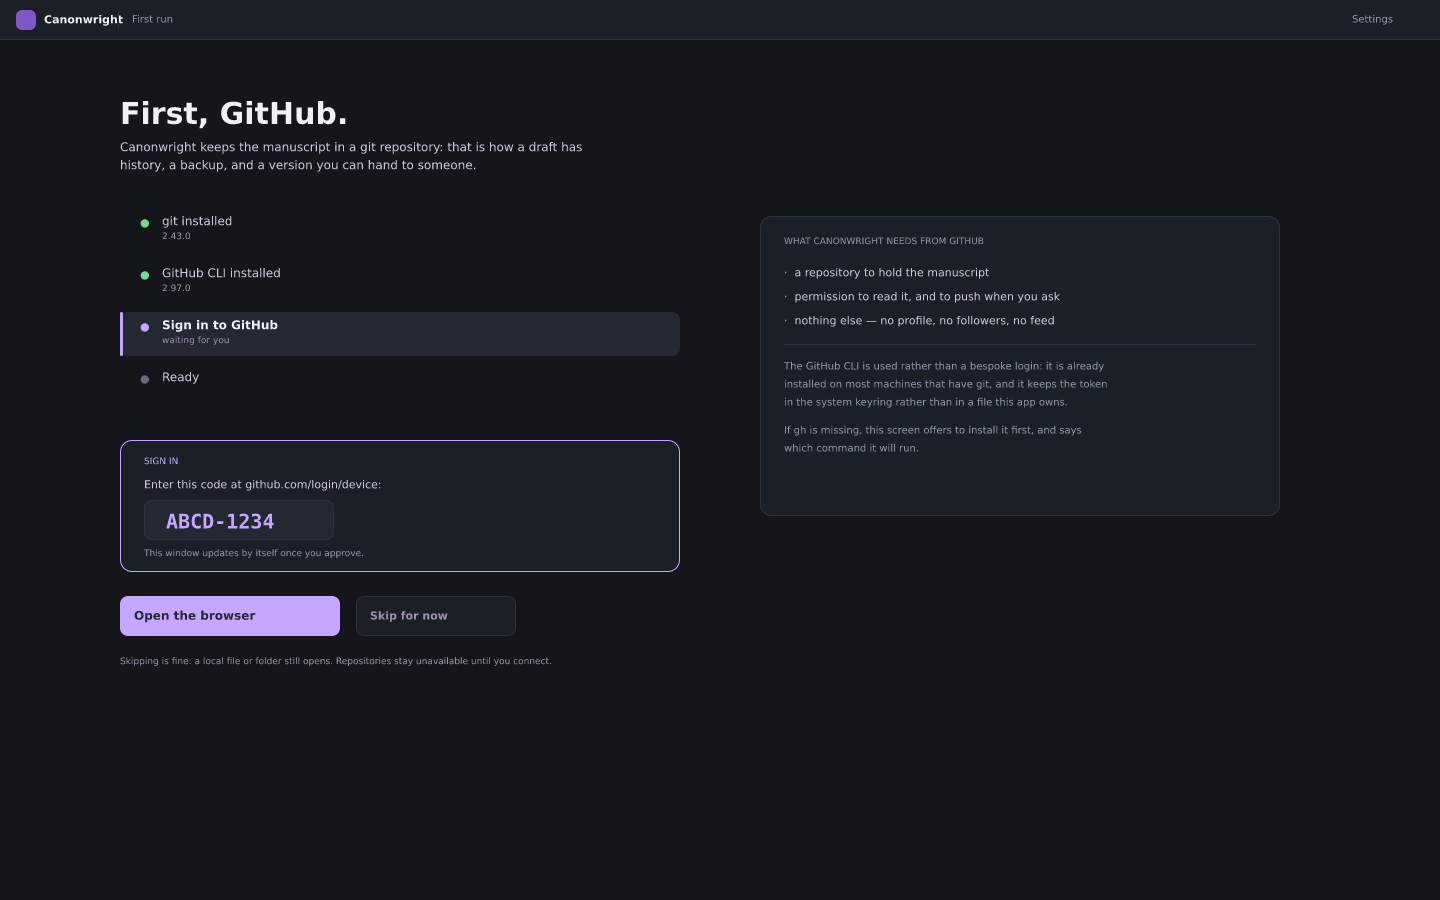 Canonwright First run
Settings
First, GitHub.
Canonwright keeps the manuscript in a git repository: that is how a draft has
history, a backup, and a version you can hand to someone.
git installed
2.43.0
GitHub CLI installed
2.97.0
Sign in to GitHub
waiting for you
Ready
SIGN IN
Enter this code at github.com/login/device:
ABCD-1234
This window updates by itself once you approve.
Open the browser
Skip for now
Skipping is fine: a local file or folder still opens. Repositories stay unavailable until you connect.
WHAT CANONWRIGHT NEEDS FROM GITHUB
· a repository to hold the manuscript
· permission to read it, and to push when you ask
· nothing else — no profile, no followers, no feed
The GitHub CLI is used rather than a bespoke login: it is already
installed on most machines that have git, and it keeps the token
in the system keyring rather than in a file this app owns.
If gh is missing, this screen offers to install it first, and says
which command it will run.